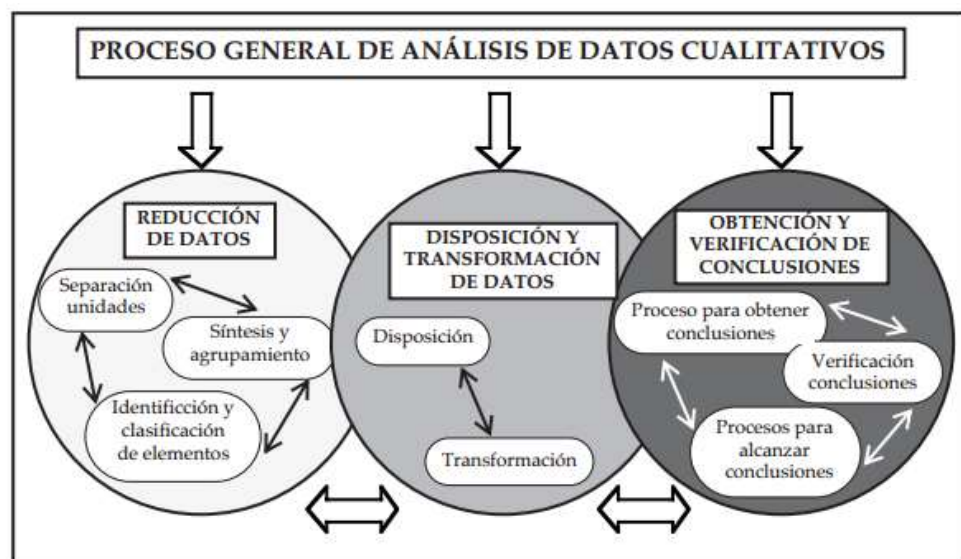 PROCESO GENERAL DE ANÁLISIS DE DATOS CUALITATIVOS
REDUCCIÓN
DE DATOS
Separación
unidades
Síntesis y
agrupamiento
Identificción y
clasificación
de elementos
DISPOSICIÓN Y
TRANSFORMACIÓN
DE DATOS
Disposición
Transformación
OBTENCIÓN Y
VERIFICACIÓN DE
CONCLUSIONES
Proceso para obtener
conclusiones
Verificación
conclusiones
Procesos para
alcanzar
conclusiones